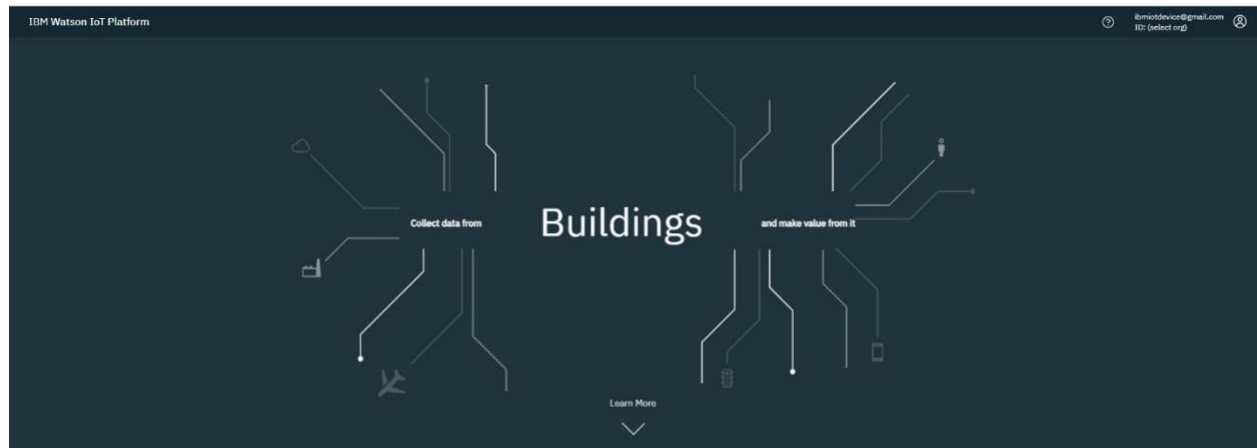 IBM Watson IoT Platform
ibmiotdevice@gmail.com
ID: (select org)
Collect data from
Buildings
and make value from it
Learn More